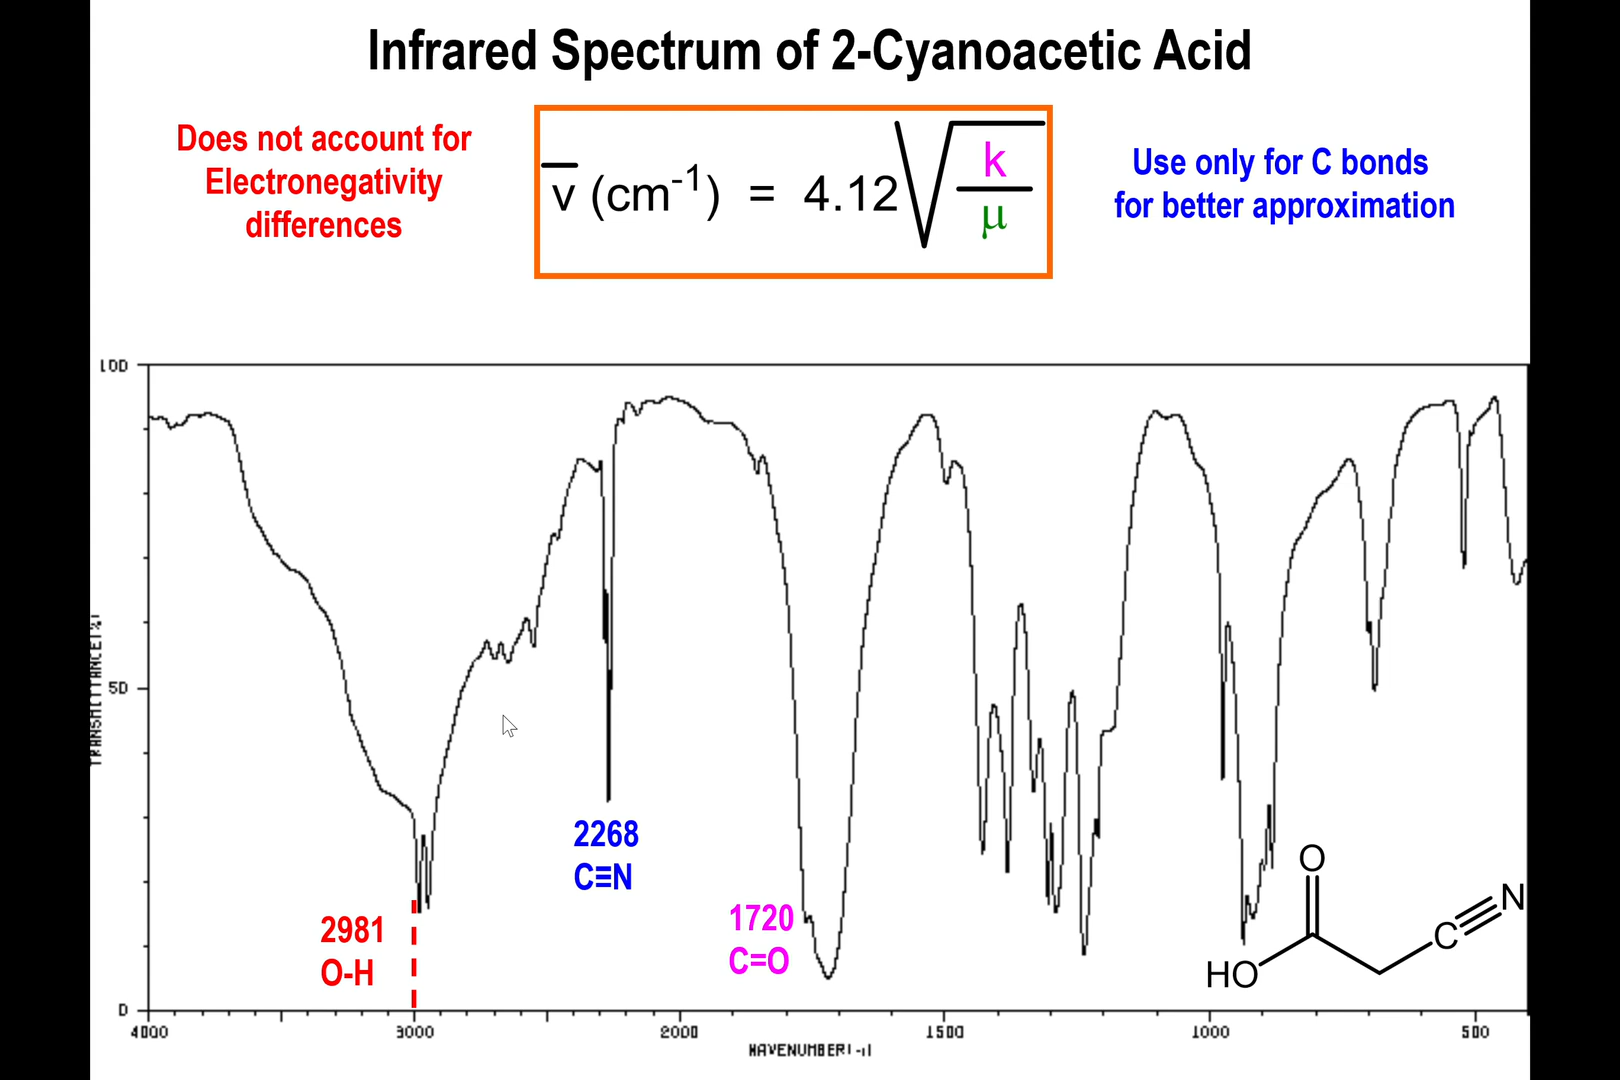 Infrared Spectrum of 2-Cyanoacetic Acid
Does not account for
Electronegativity
differences
v̅ (cm⁻¹) = 4.12√(k/μ)
Use only for C bonds
for better approximation
100
50
0
TRANSMITTANCE(%)
2981
O-H
2268
C≡N
1720
C=O
O
HO
C
N
4000 3000 2000 1500 1000 500
WAVENUMBER(-1)